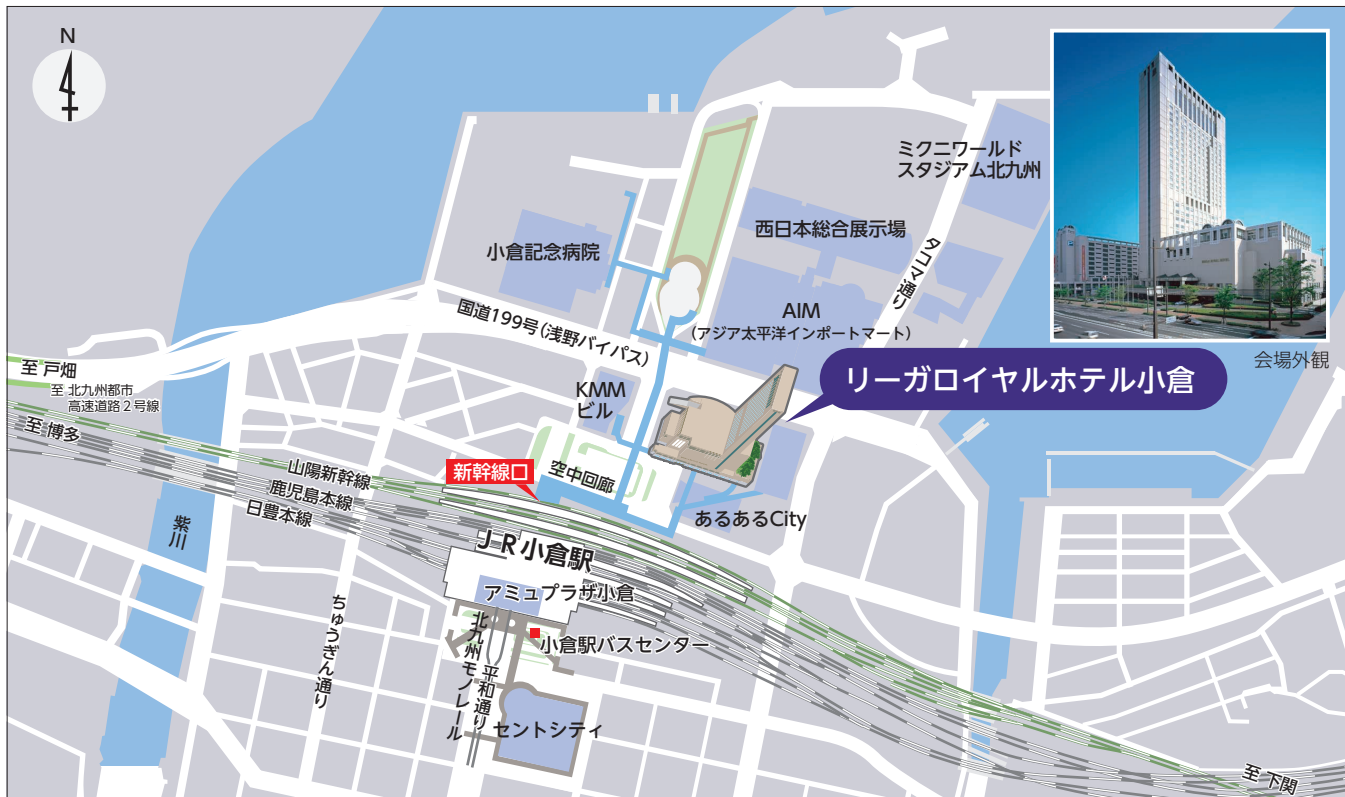 N
ミクニワールド
スタジアム北九州
西日本総合展示場
タコマ通り
小倉記念病院
AIM
(アジア太平洋インポートマート)
国道199号(浅野バイパス)
会場外観
リーガロイヤルホテル小倉
至 戸畑
至 北九州都市
高速道路2号線
至 博多
KMM
ビル
山陽新幹線
鹿児島本線
日豊本線
新幹線口
空中回廊
あるあるCity
紫川
JR小倉駅
アミュプラザ小倉
ちゅうぎん通り
北九州モノレール
平和通り
小倉駅バスセンター
セントシティ
至 下関